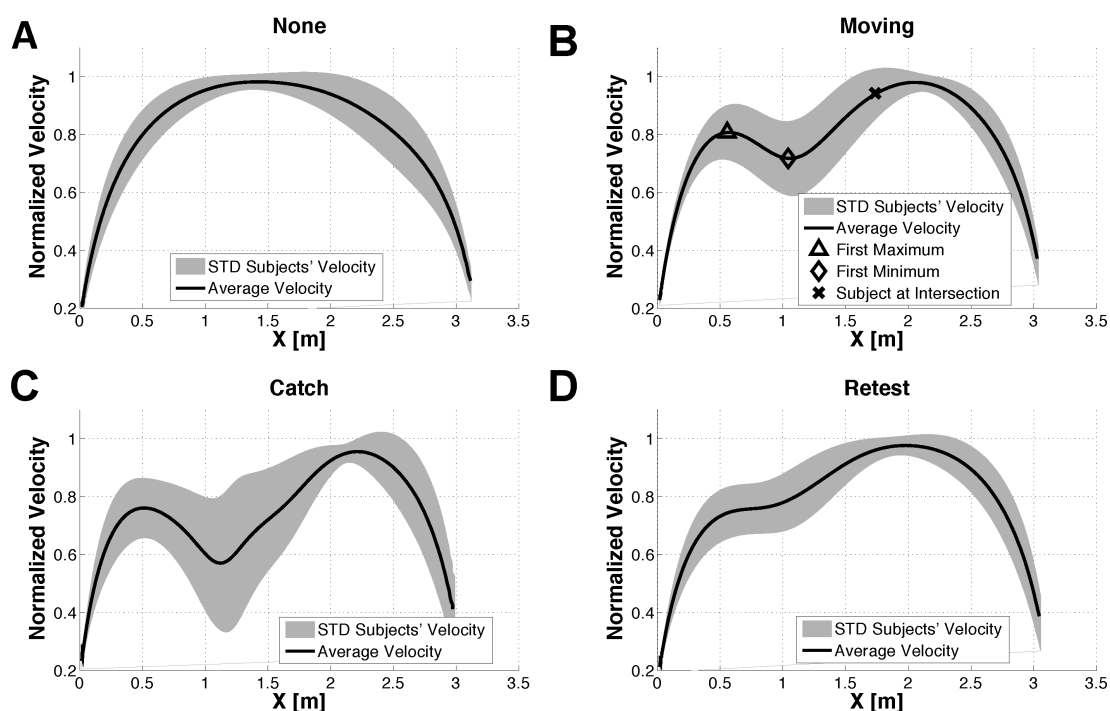 A
None
Normalized Velocity
1
0.8
0.6
0.4
0.2
STD Subjects' Velocity
Average Velocity
0 0.5 1 1.5 2 2.5 3 3.5
X [m]
B
Moving
Normalized Velocity
1
0.8
0.6
0.4
0.2
STD Subjects' Velocity
Average Velocity
First Maximum
First Minimum
Subject at Intersection
0 0.5 1 1.5 2 2.5 3 3.5
X [m]
C
Catch
Normalized Velocity
1
0.8
0.6
0.4
0.2
STD Subjects' Velocity
Average Velocity
0 0.5 1 1.5 2 2.5 3 3.5
X [m]
D
Retest
Normalized Velocity
1
0.8
0.6
0.4
0.2
STD Subjects' Velocity
Average Velocity
0 0.5 1 1.5 2 2.5 3 3.5
X [m]